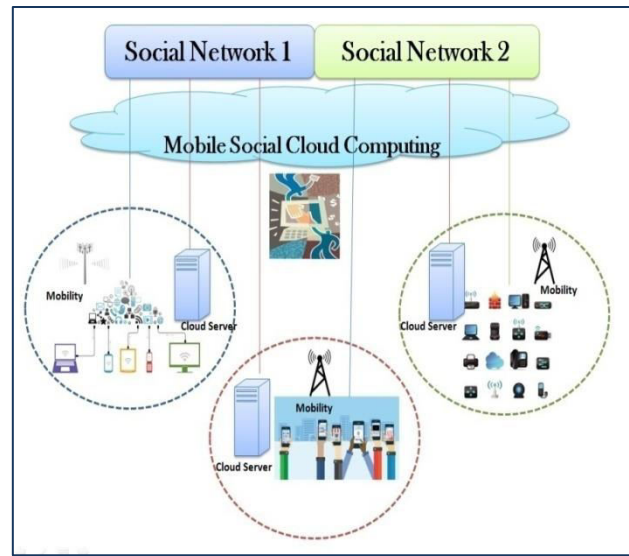 Social Network 1
Social Network 2
Mobile Social Cloud Computing
Mobility
Cloud Server
Mobility
Cloud Server
Mobility
Cloud Server